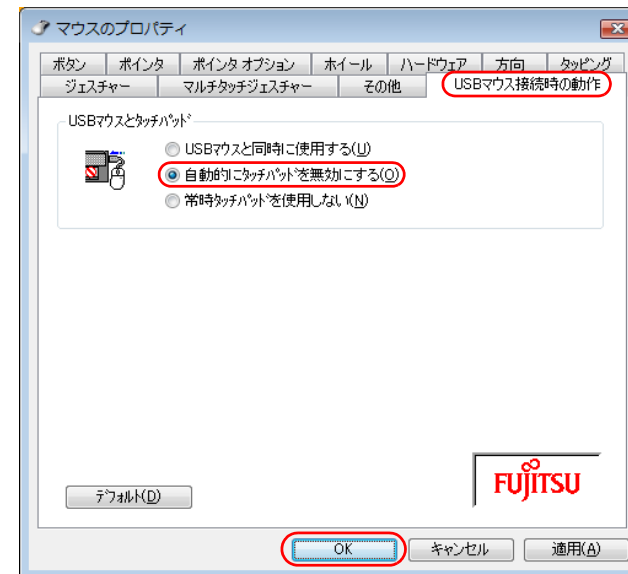 マウスのプロパティ
ボタン ポインタ ポインタ オプション ホイール ハードウェア 方向 タッピング
ジェスチャー マルチタッチジェスチャー その他 USBマウス接続時の動作
USBマウスとタッチパッド
USBマウスと同時に使用する(U)
自動的にタッチパッドを無効にする(O)
常時タッチパッドを使用しない(N)
FUJITSU
デフォルト(D)
OK キャンセル 適用(A)